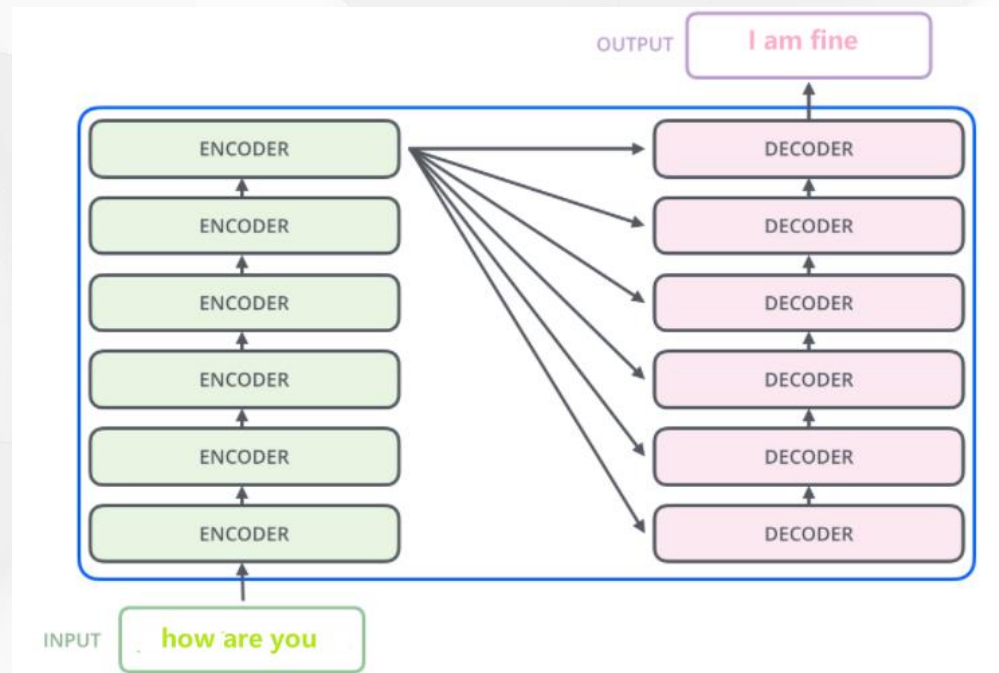 OUTPUT
I am fine
ENCODER
DECODER
ENCODER
DECODER
ENCODER
DECODER
ENCODER
DECODER
ENCODER
DECODER
ENCODER
DECODER
INPUT
how are you